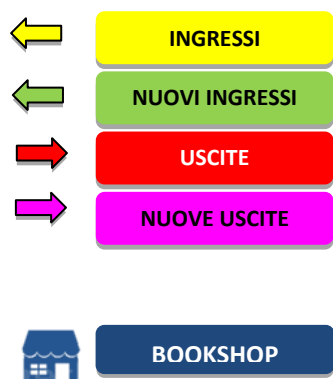 INGRESSI
NUOVI INGRESSI
USCITE
NUOVE USCITE
BOOKSHOP